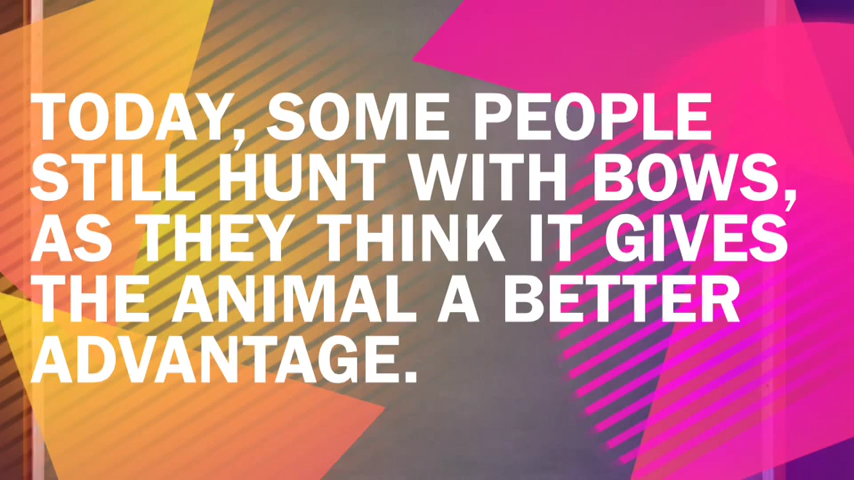 TODAY, SOME PEOPLE
STILL HUNT WITH BOWS,
AS THEY THINK IT GIVES
THE ANIMAL A BETTER
ADVANTAGE.